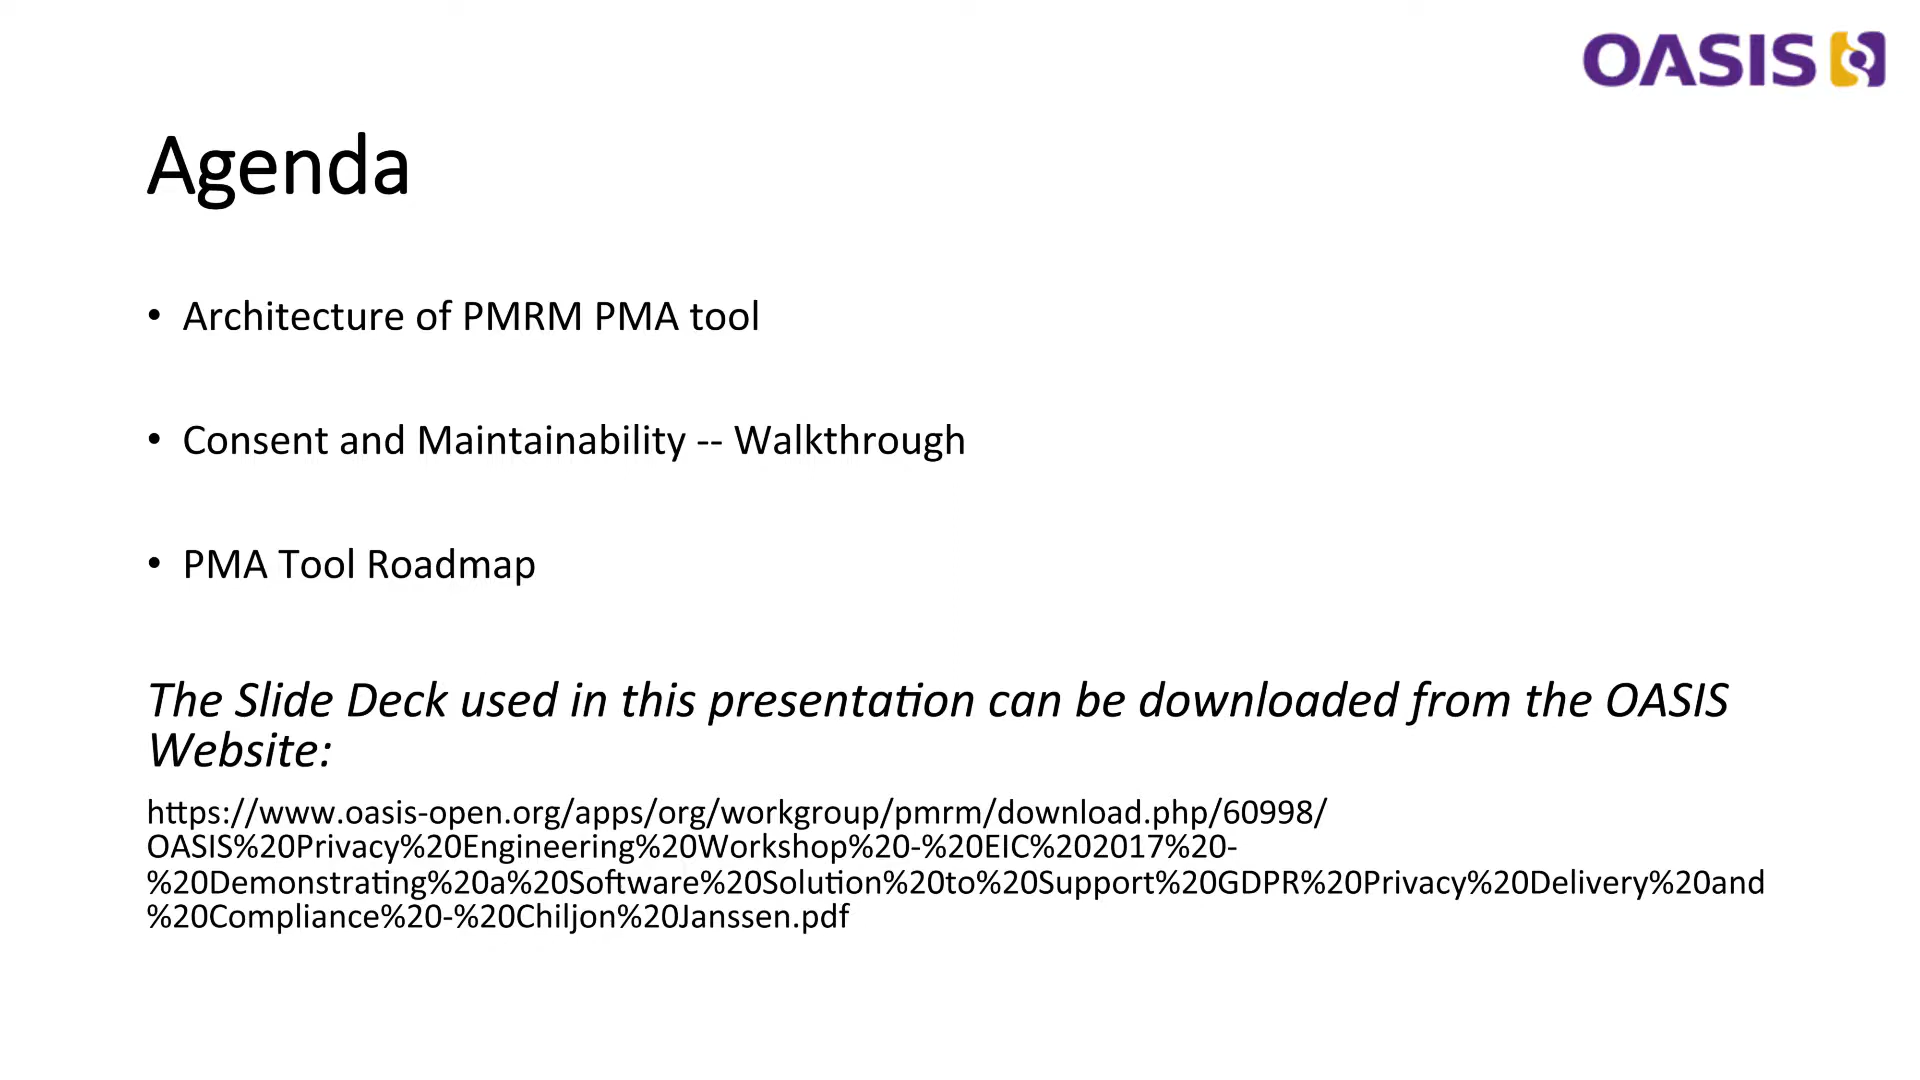 OASIS
Agenda
• Architecture of PMRM PMA tool
• Consent and Maintainability -- Walkthrough
• PMA Tool Roadmap
The Slide Deck used in this presentation can be downloaded from the OASIS
Website:
https://www.oasis-open.org/apps/org/workgroup/pmrm/download.php/60998/
OASIS%20Privacy%20Engineering%20Workshop%20-%20EIC%202017%20-
%20Demonstrating%20a%20Software%20Solution%20to%20Support%20GDPR%20Privacy%20Delivery%20and
%20Compliance%20-%20Chiljon%20Janssen.pdf